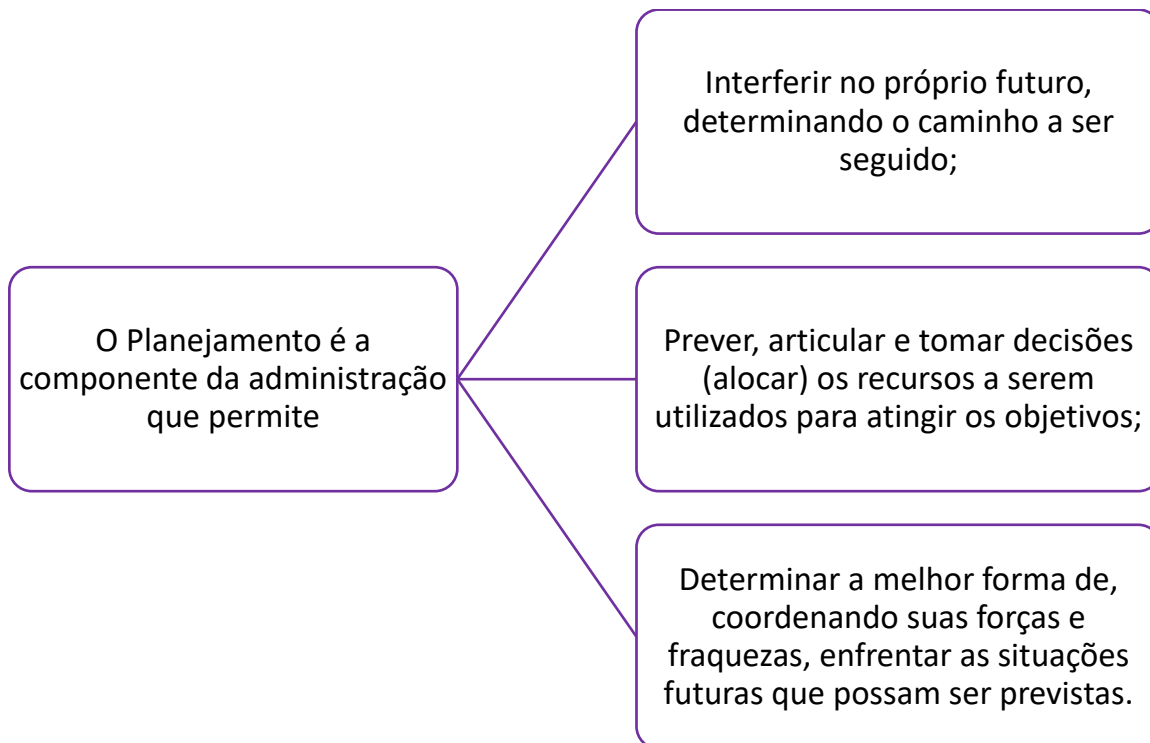 O Planejamento é a
componente da administração
que permite
Interferir no próprio futuro,
determinando o caminho a ser
seguido;
Prever, articular e tomar decisões
(alocar) os recursos a serem
utilizados para atingir os objetivos;
Determinar a melhor forma de,
coordenando suas forças e
fraquezas, enfrentar as situações
futuras que possam ser previstas.